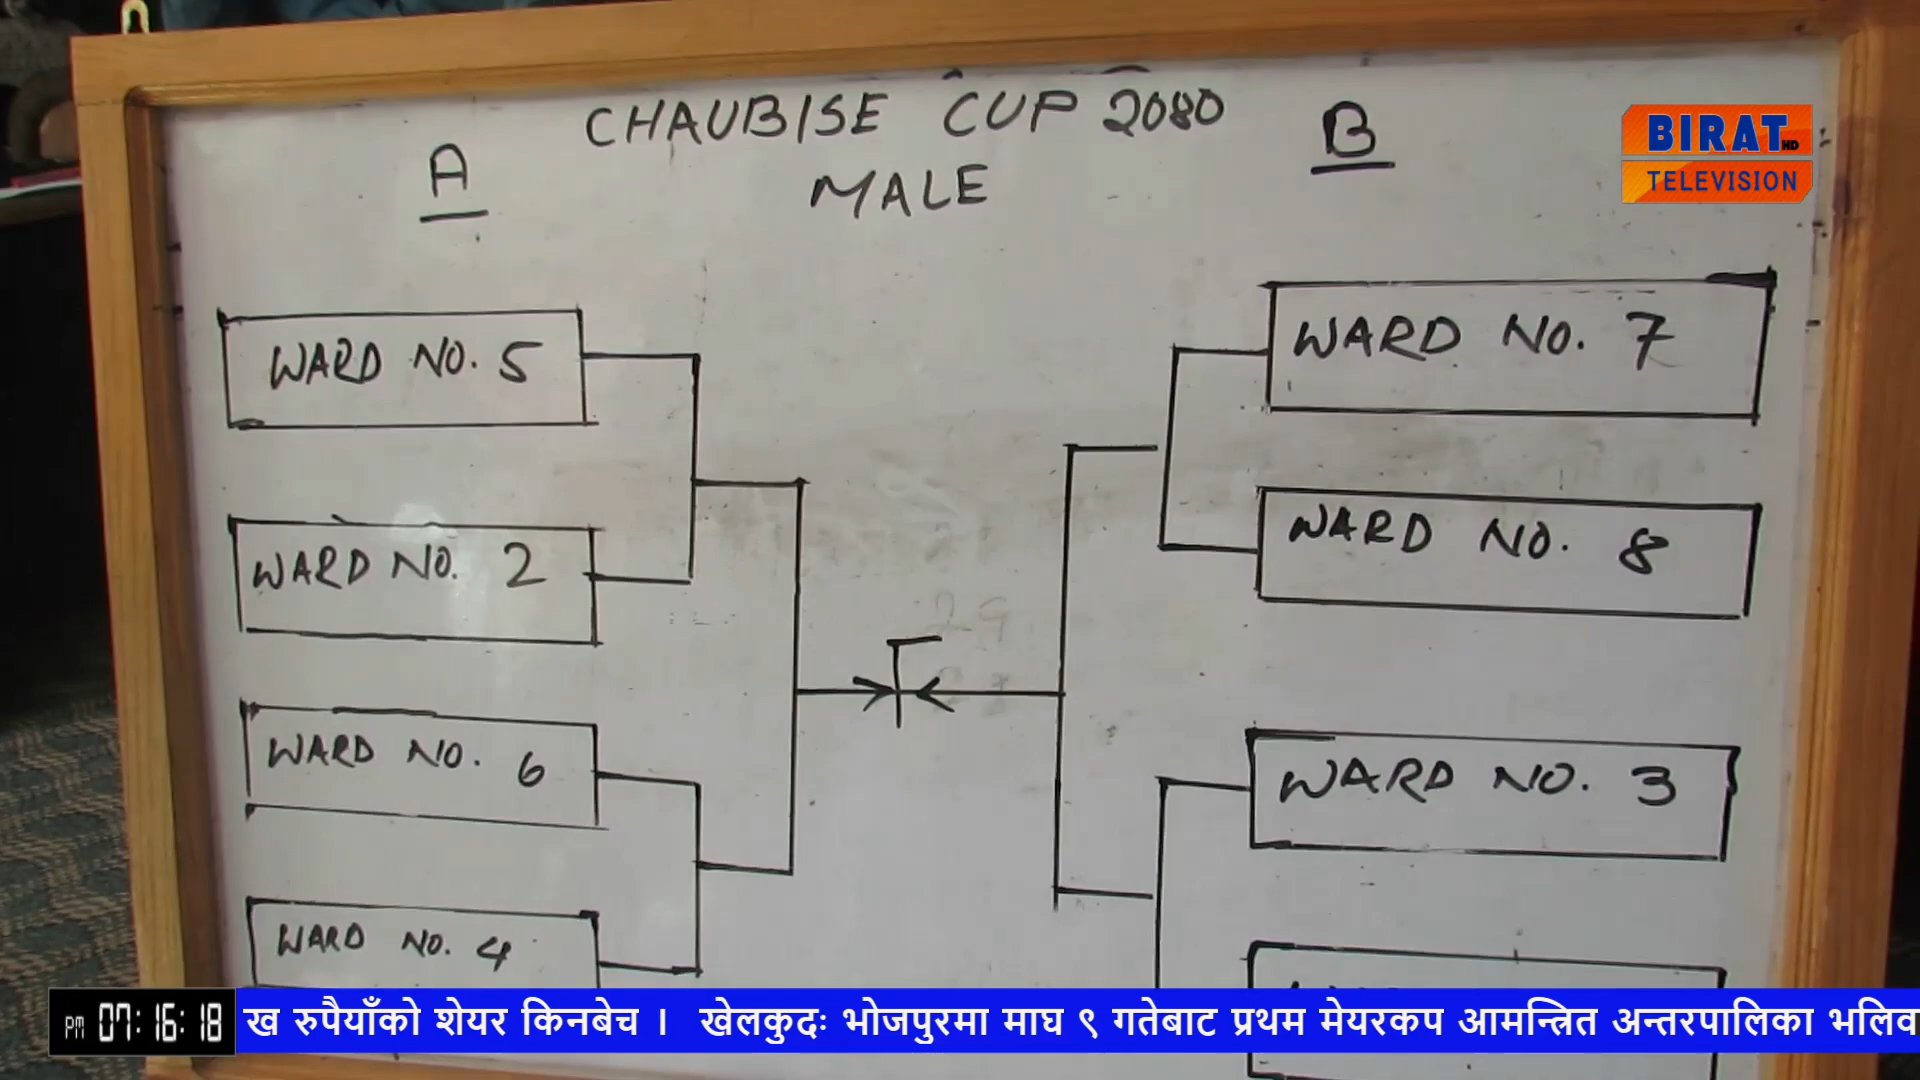 CHAUBISE CUP 2080
MALE
A
B
WARD NO. 5
WARD NO. 2
WARD NO. 6
WARD NO. 4
F
WARD NO. 7
WARD NO. 8
WARD NO. 3
BIRAT HD
TELEVISION
PM 07:16:18
ख रुपैयाँको शेयर किनबेच । खेलकुदः भोजपुरमा माघ ९ गतेबाट प्रथम मेयरकप आमन्त्रित अन्तरपालिका भलिव